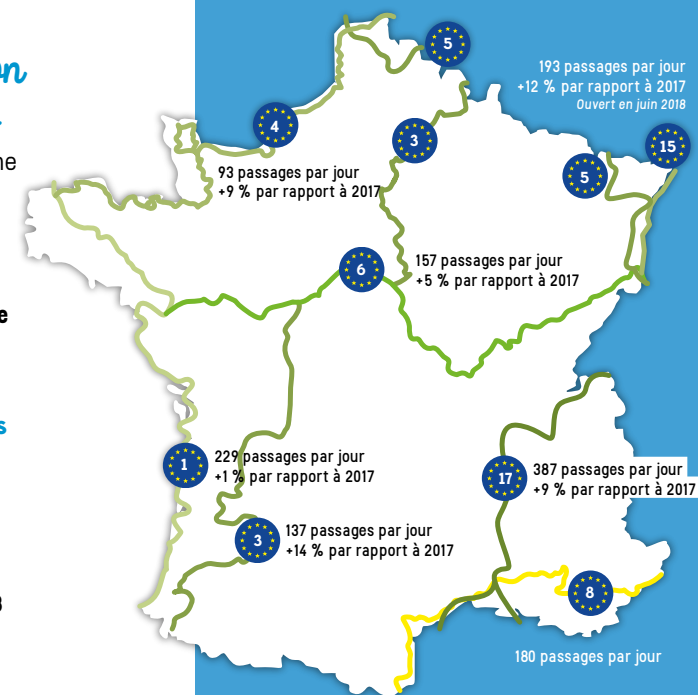 n
ne
e
s
3
5
193 passages par jour
+12 % par rapport à 2017
Ouvert en juin 2018
4
3
15
5
93 passages par jour
+9 % par rapport à 2017
6
157 passages par jour
+5 % par rapport à 2017
1
229 passages par jour
+1 % par rapport à 2017
17
387 passages par jour
+9 % par rapport à 2017
3
137 passages par jour
+14 % par rapport à 2017
8
180 passages par jour